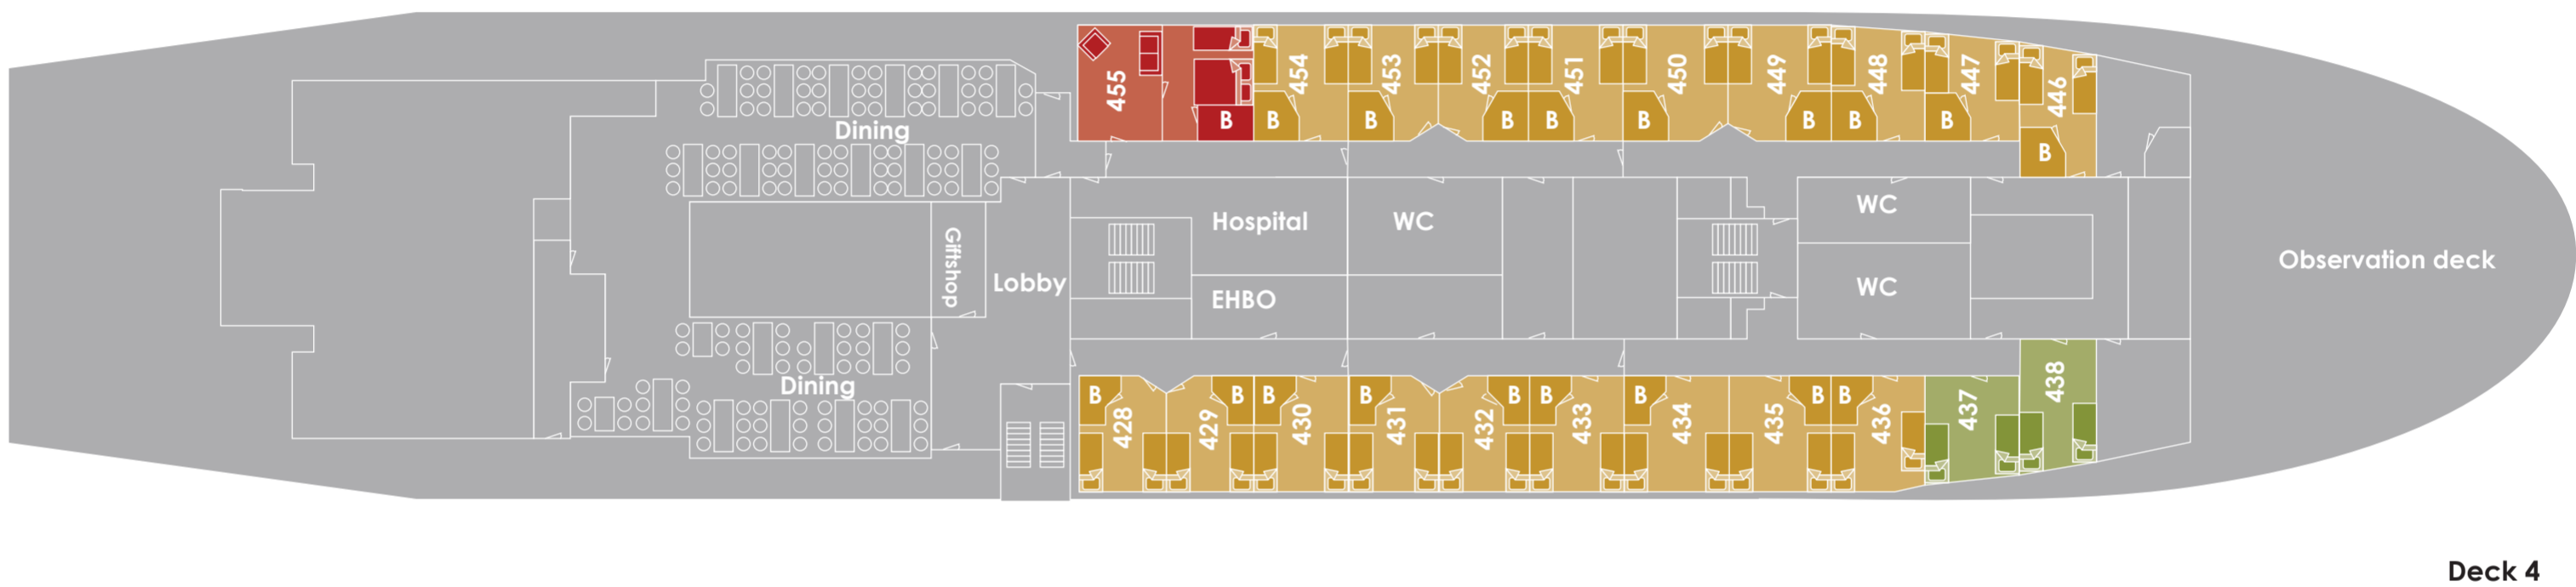 455
454
453
452
451
450
449
448
447
446
B
B
B
B
B
B
B
B
B
B
Dining
Hospital
WC
WC
Giftshop
Lobby
EHBO
WC
Observation deck
Dining
B
B
B
B
B
B
B
B
B
428
429
430
431
432
433
434
435
436
437
438
Deck 4